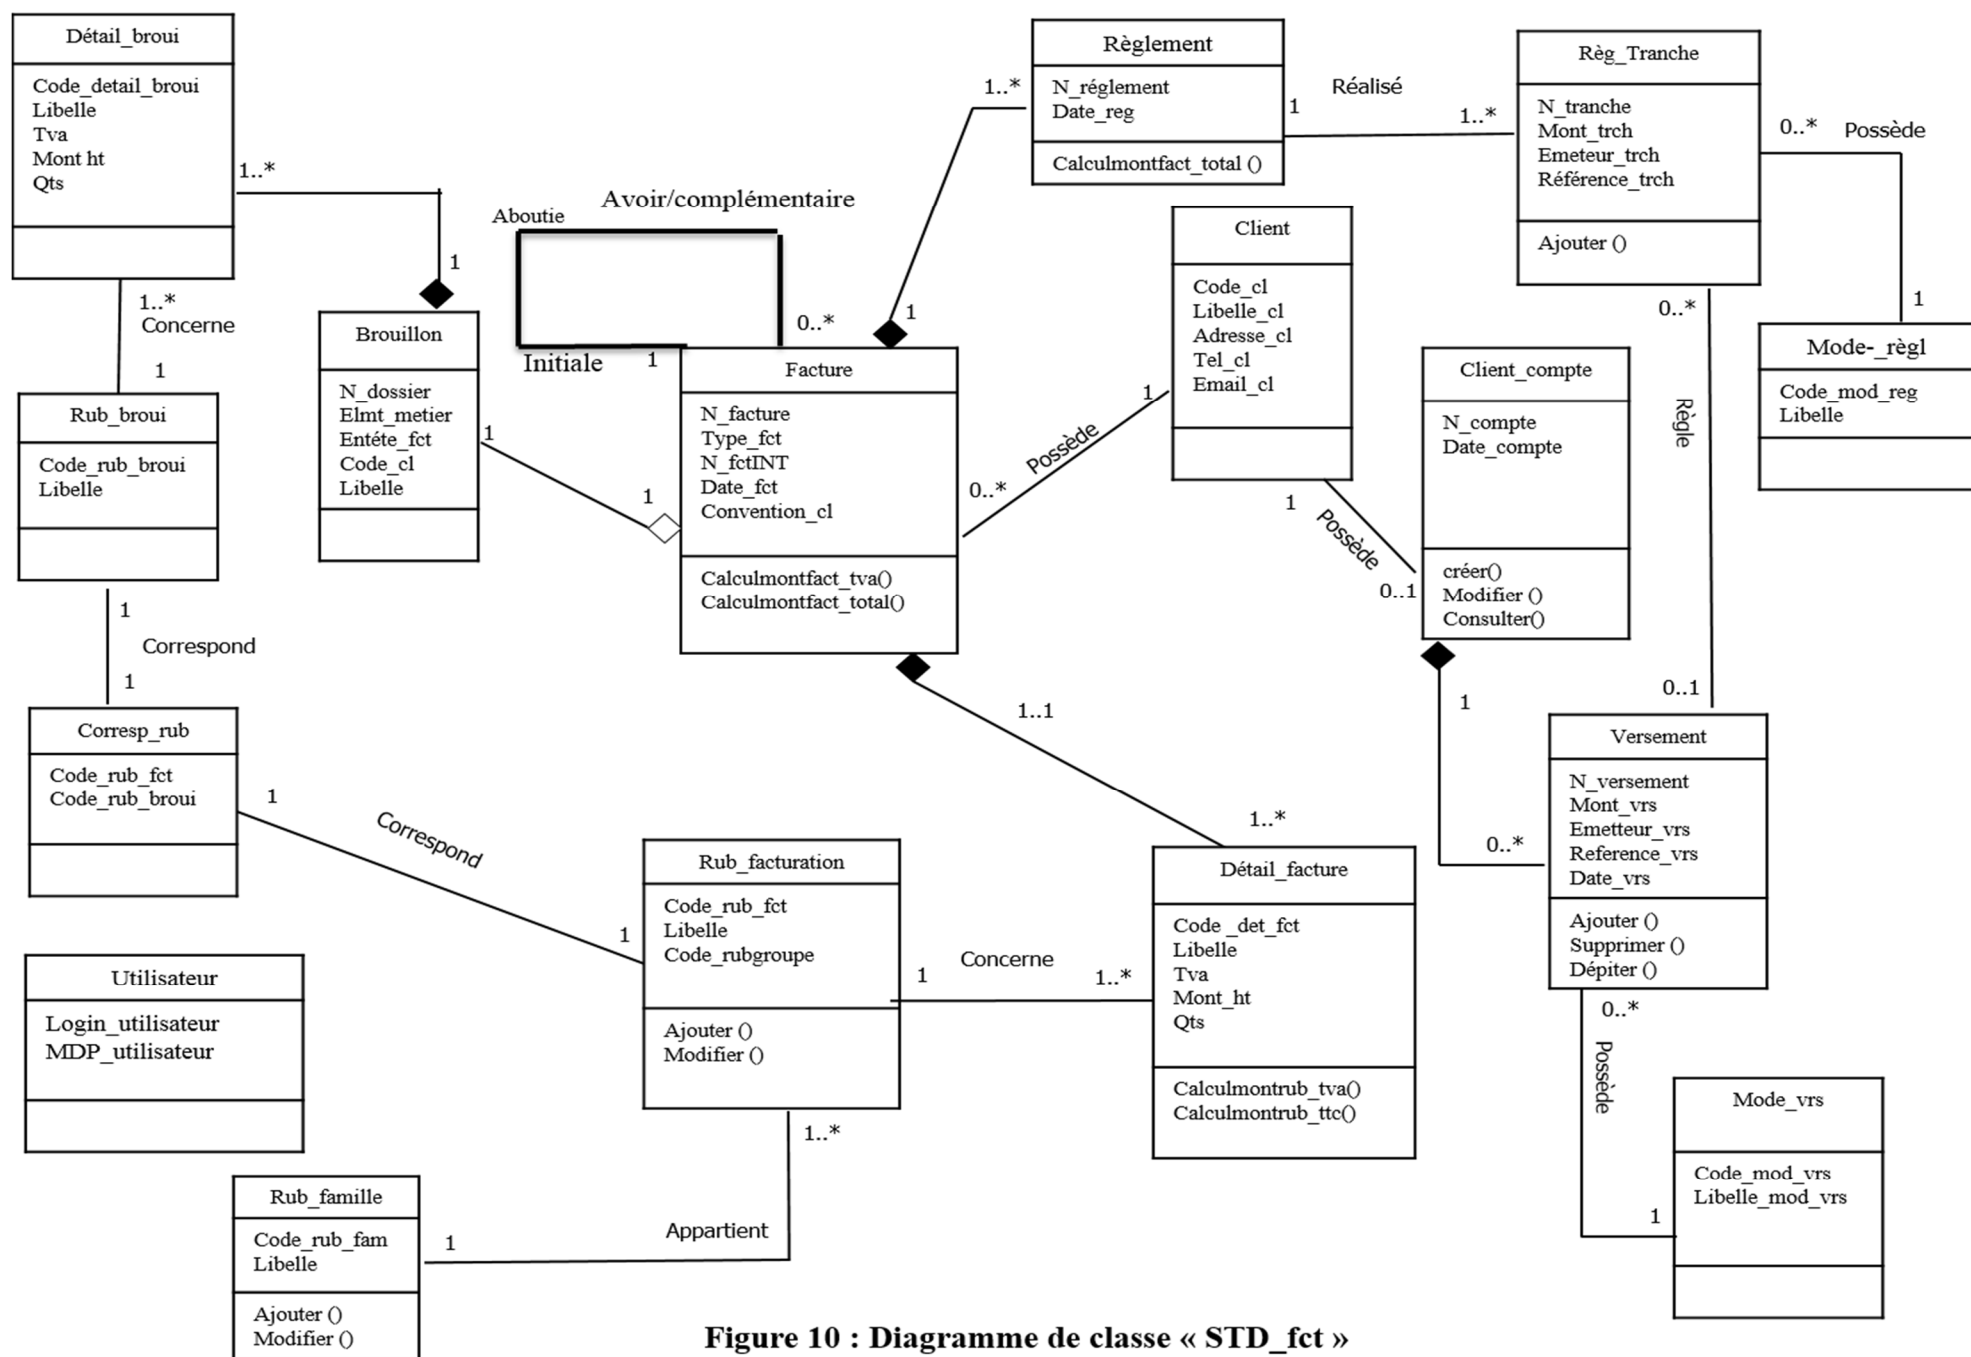 Détail_broui
Code_detail_broui
Libelle
Tva
Mont ht
Qts
1..*
1
1..*
Concerne
1
Rub_broui
Code_rub_broui
Libelle
1
Correspond
1
Corresp_rub
Code_rub_fct
Code_rub_broui
1
Correspond
1
Brouillon
N_dossier
Elmt_metier
Entéte_fct
Code_cl
Libelle
1
1
Aboutie
Avoir/complémentaire
0..*
Initiale
1
Facture
N_facture
Type_fct
N_fctINT
Date_fct
Convention_cl
Calculmontfact_tva()
Calculmontfact_total()
1
1..*
Règlement
N_réglement
Date_reg
Calculmontfact_total ()
1
Réalisé
1..*
Règ_Tranche
N_tranche
Mont_trch
Emeteur_trch
Référence_trch
Ajouter ()
0..*
Possède
1
Mode-_règl
Code_mod_reg
Libelle
Client
Code_cl
Libelle_cl
Adresse_cl
Tel_cl
Email_cl
1
Possède
0..*
1
Possède
0..1
Client_compte
N_compte
Date_compte
créer()
Modifier ()
Consulter()
0..*
Règle
0..1
1
0..*
Versement
N_versement
Mont_vrs
Emetteur_vrs
Reference_vrs
Date_vrs
Ajouter ()
Supprimer ()
Dépiter ()
0..*
Possède
1
Mode_vrs
Code_mod_vrs
Libelle_mod_vrs
1..1
1..*
Détail_facture
Code _det_fct
Libelle
Tva
Mont_ht
Qts
Calculmontrub_tva()
Calculmontrub_ttc()
1
Concerne
1..*
Rub_facturation
Code_rub_fct
Libelle
Code_rubgroupe
Ajouter ()
Modifier ()
1..*
Appartient
1
Utilisateur
Login_utilisateur
MDP_utilisateur
Rub_famille
Code_rub_fam
Libelle
Ajouter ()
Modifier ()
Figure 10 : Diagramme de classe « STD_fct »